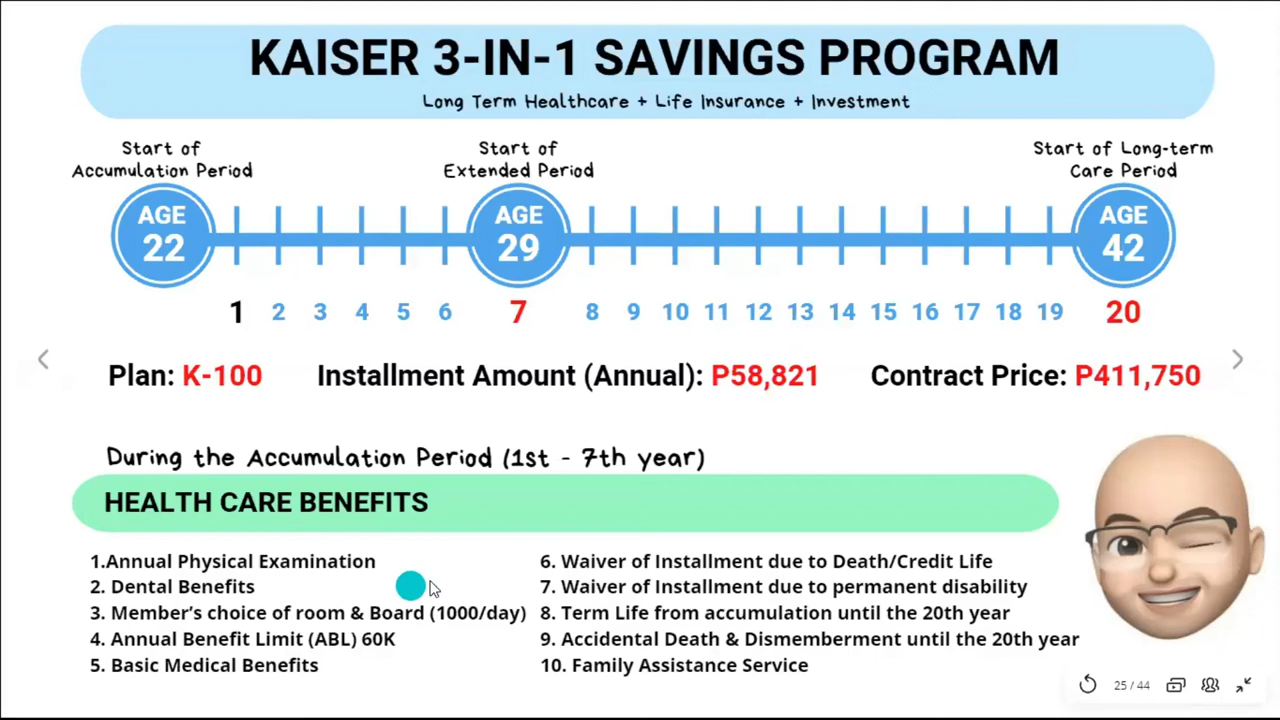 KAISER 3-IN-1 SAVINGS PROGRAM
Long Term Healthcare + Life Insurance + Investment
Start of
Accumulation Period
Start of
Extended Period
Start of Long-term
Care Period
AGE
22
AGE
29
AGE
42
1 2 3 4 5 6 7 8 9 10 11 12 13 14 15 16 17 18 19 20
Plan: K-100 Installment Amount (Annual): P58,821 Contract Price: P411,750
During the Accumulation Period (1st - 7th year)
HEALTH CARE BENEFITS
1.Annual Physical Examination
2. Dental Benefits
3. Member's choice of room & Board (1000/day)
4. Annual Benefit Limit (ABL) 60K
5. Basic Medical Benefits
6. Waiver of Installment due to Death/Credit Life
7. Waiver of Installment due to permanent disability
8. Term Life from accumulation until the 20th year
9. Accidental Death & Dismemberment until the 20th year
10. Family Assistance Service
25 / 44